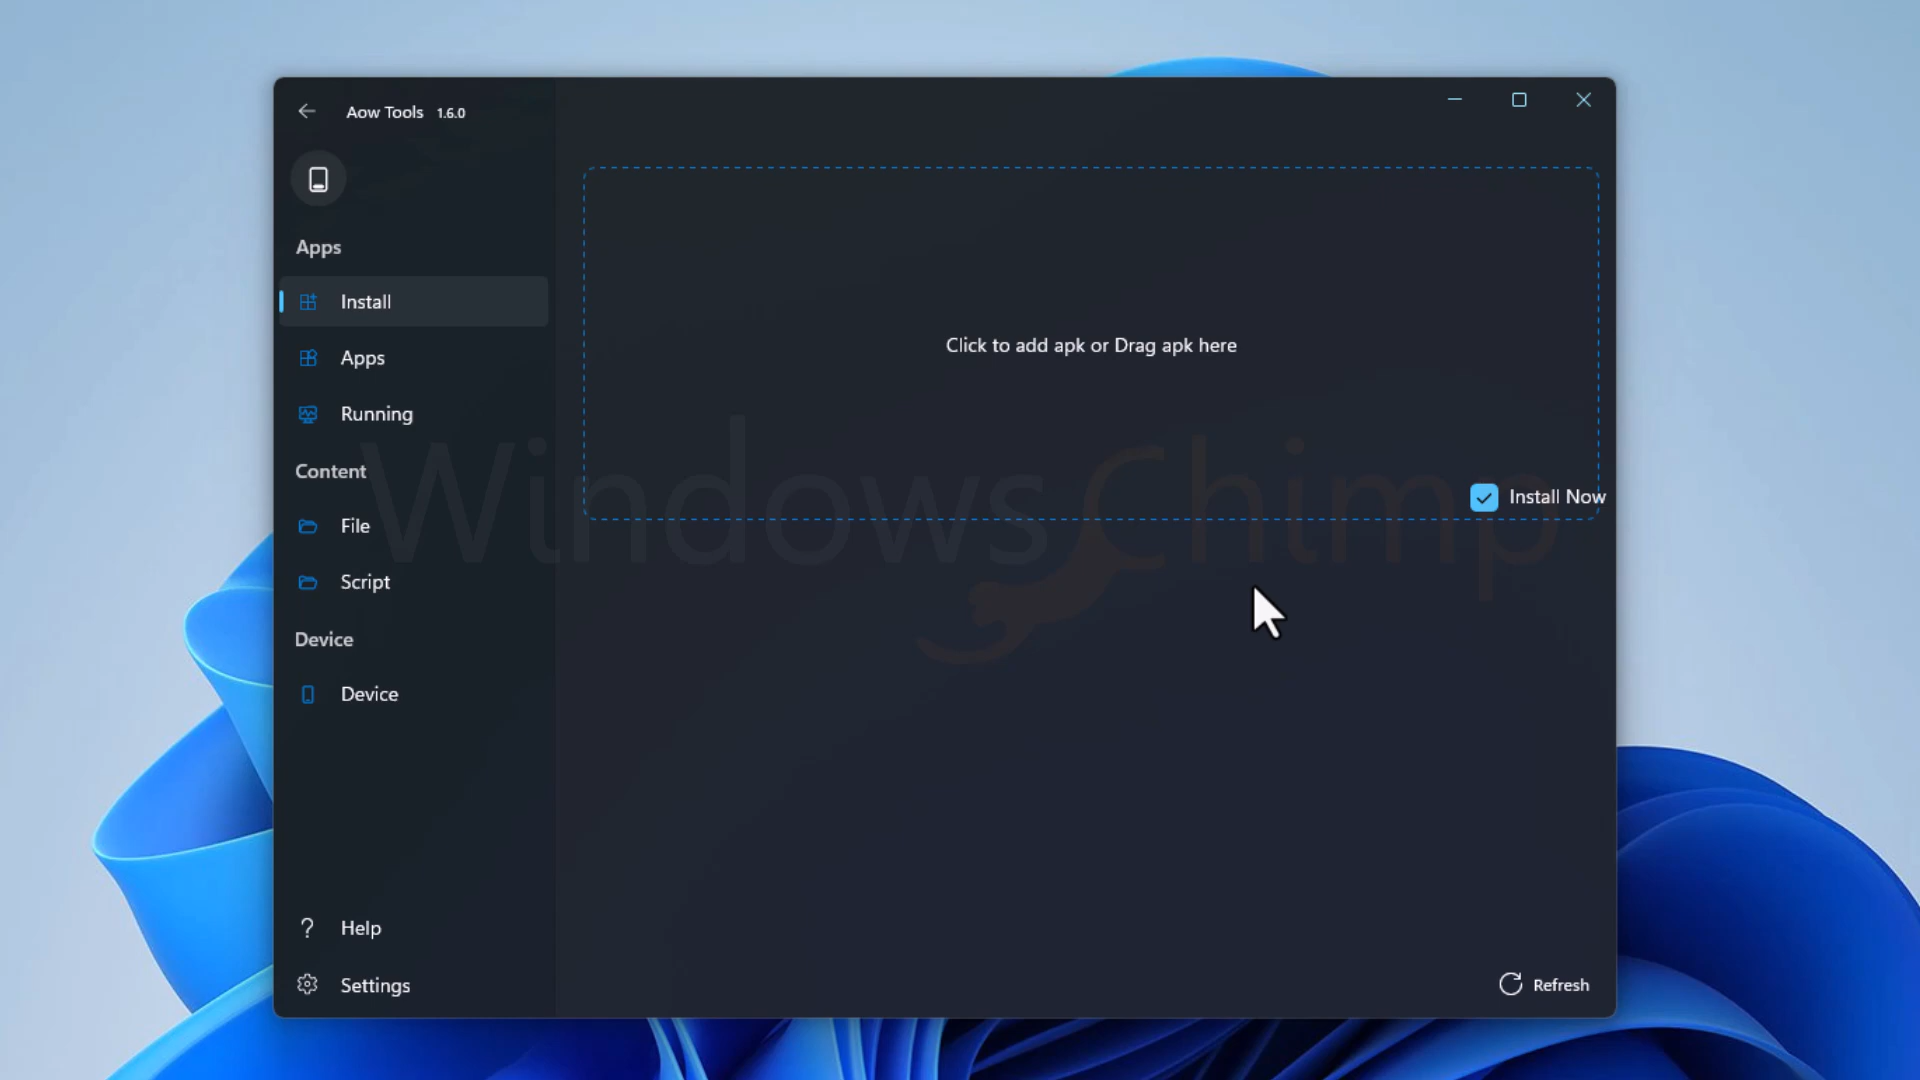 Aow Tools 1.6.0
Apps
Install
Apps
Running
Content
File
Script
Device
Device
Help
Settings
Click to add apk or Drag apk here
Install Now
WindowsChimp
Refresh